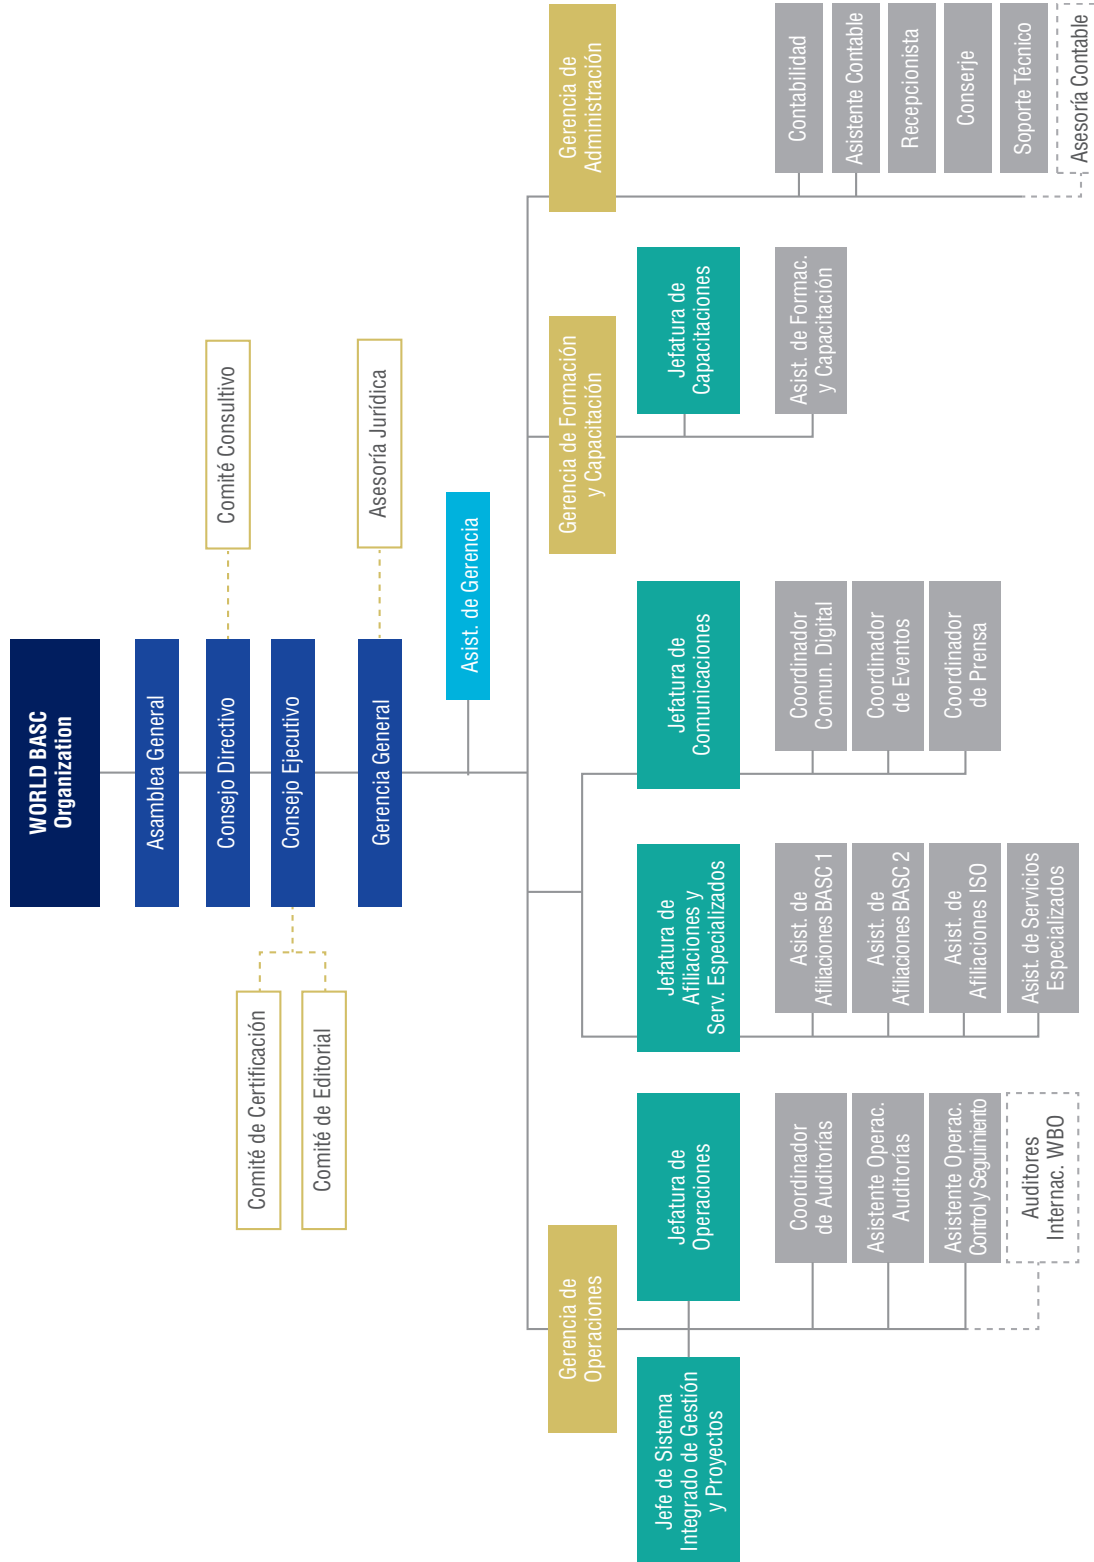 WORLD BASC
Organization
Asamblea General
Consejo Directivo
Comité Consultivo
Consejo Ejecutivo
Comité de Certificación
Comité de Editorial
Gerencia General
Asesoría Jurídica
Asist. de Gerencia
Gerencia de
Operaciones
Jefe de Sistema
Integrado de Gestión
y Proyectos
Jefatura de
Operaciones
Coordinador
de Auditorías
Asistente Operac.
Auditorías
Asistente Operac.
Control y Seguimiento
Auditores
Internac. WBO
Jefatura de
Afiliaciones y
Serv. Especializados
Asist. de
Afiliaciones BASC 1
Asist. de
Afiliaciones BASC 2
Asist. de
Afiliaciones ISO
Asist. de Servicios
Especializados
Jefatura de
Comunicaciones
Coordinador
Comun. Digital
Coordinador
de Eventos
Coordinador
de Prensa
Gerencia de Formación
y Capacitación
Jefatura de
Capacitaciones
Asist. de Formac.
y Capacitación
Gerencia de
Administración
Contabilidad
Asistente Contable
Recepcionista
Conserje
Soporte Técnico
Asesoría Contable